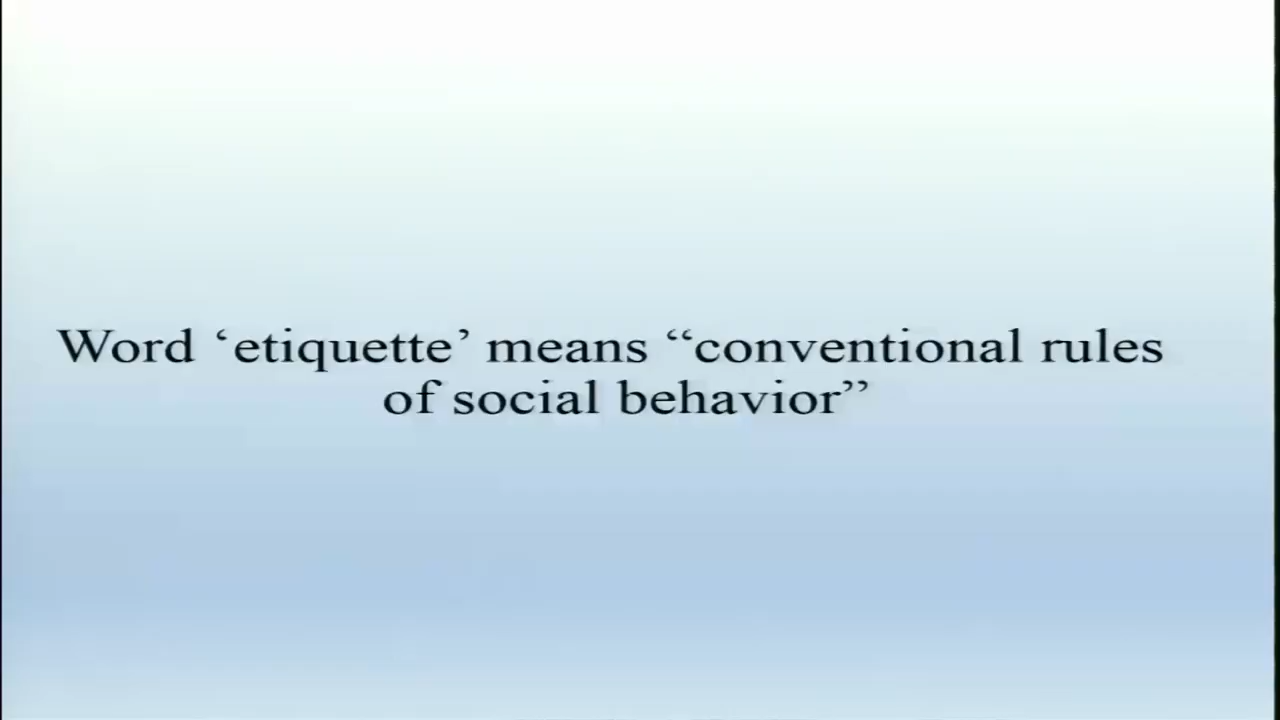 Word ‘etiquette’ means “conventional rules
of social behavior”